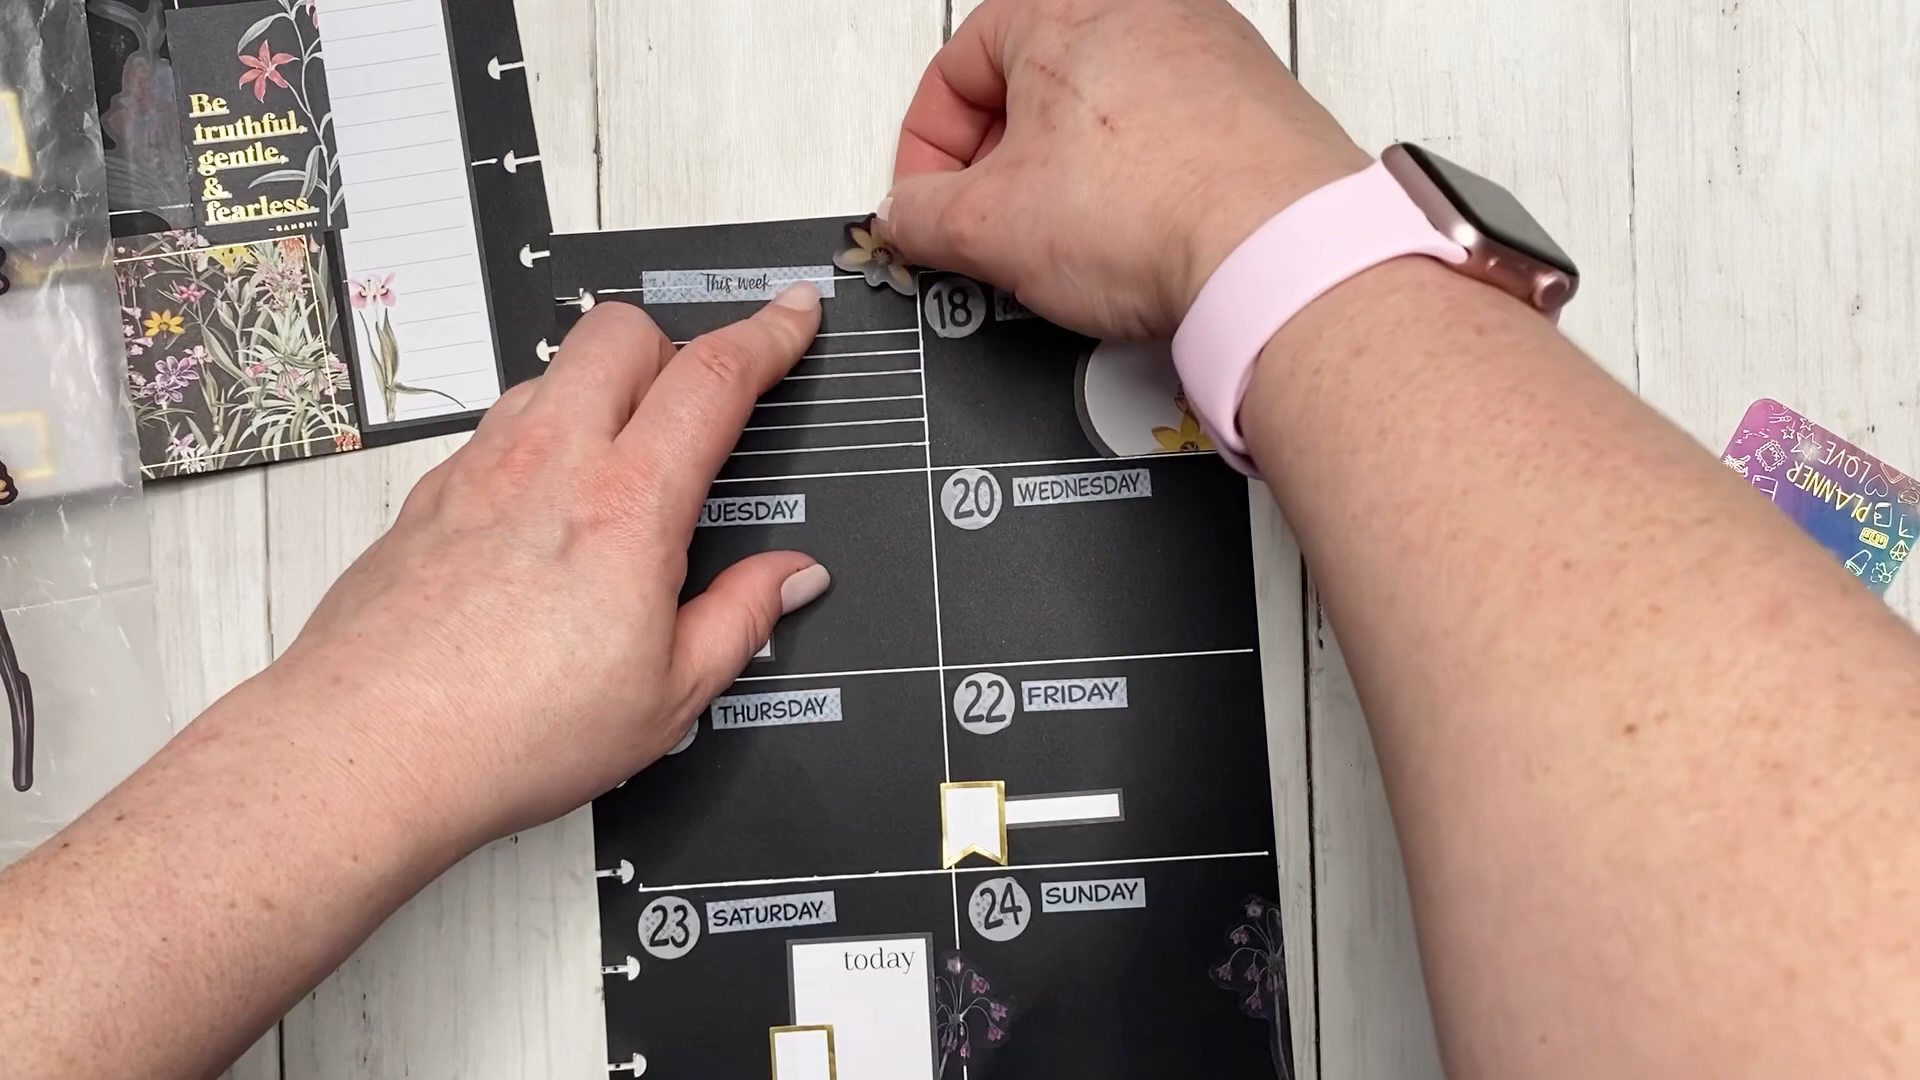 Be
truthful,
gentle,
&
fearless.
-GANDHI
This week
18
TUESDAY
20 WEDNESDAY
THURSDAY
22 FRIDAY
23 SATURDAY
24 SUNDAY
today
PLANNER
LOVE